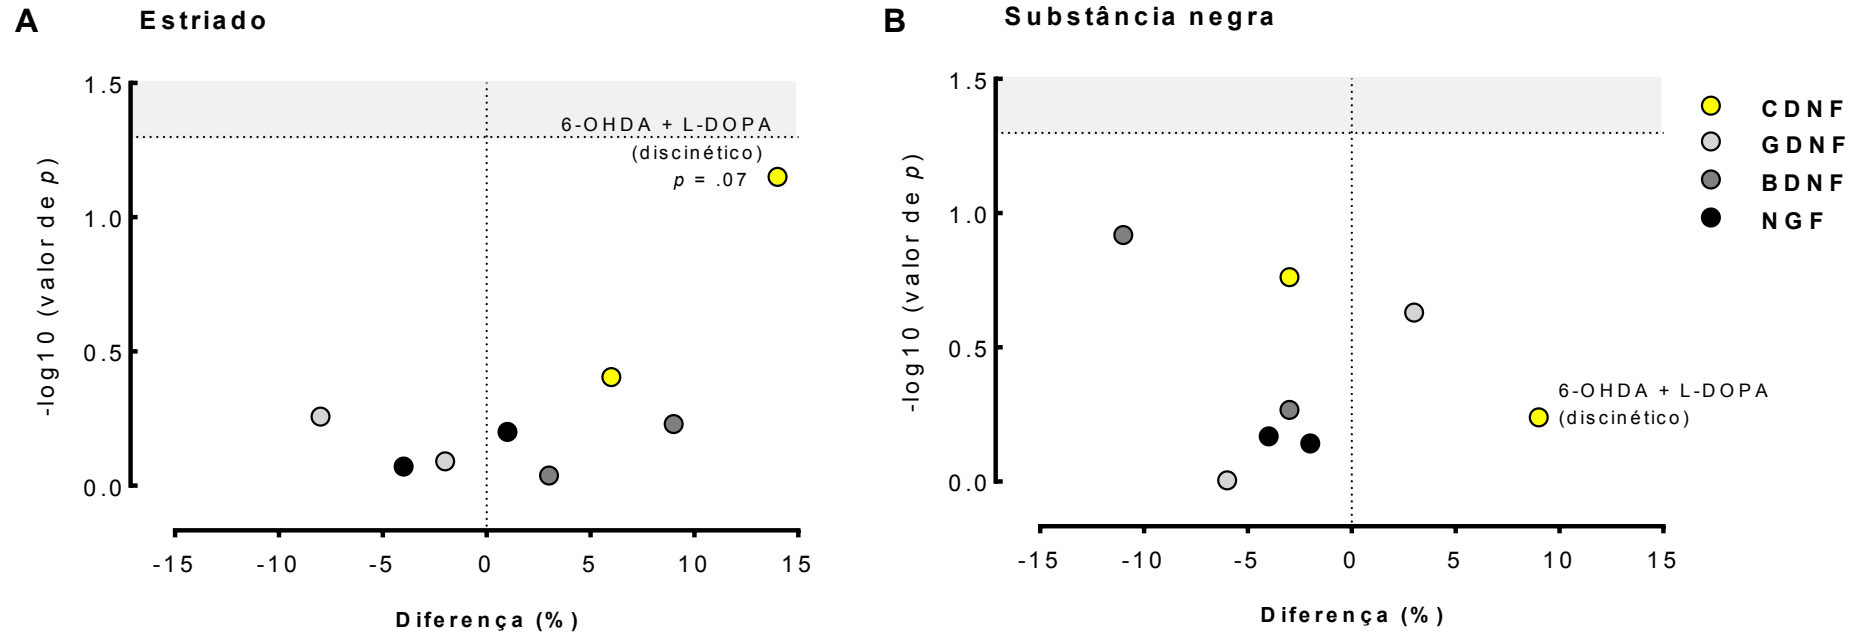 A
Estriado
1.5
1.0
0.5
0.0
-log10 (valor de p)
6-OHDA + L-DOPA
(discinético)
p = .07
-15 -10 -5 0 5 10 15
Diferença (%)
B
Substância negra
1.5
1.0
0.5
0.0
-log10 (valor de p)
6-OHDA + L-DOPA
(discinético)
-15 -10 -5 0 5 10 15
Diferença (%)
CDNF
GDNF
BDNF
NGF